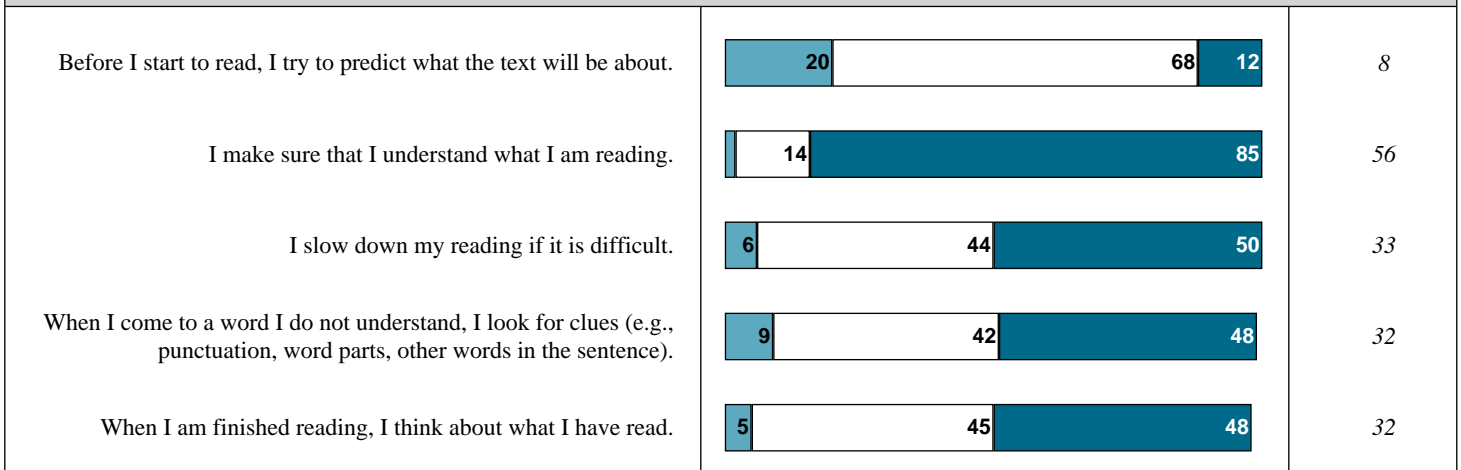 Before I start to read, I try to predict what the text will be about. 20 68 12 8
I make sure that I understand what I am reading. 14 85 56
I slow down my reading if it is difficult. 6 44 50 33
When I come to a word I do not understand, I look for clues (e.g.,
punctuation, word parts, other words in the sentence). 9 42 48 32
When I am finished reading, I think about what I have read. 5 45 48 32